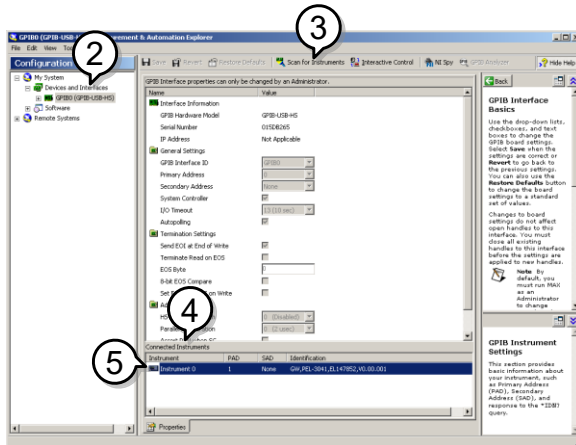 GPIB0 (GPIB-USB-HS) - Measurement & Automation Explorer
File Edit View
3
2
Configuration
Save Revert Restore Defaults Scan for Instruments Interactive Control NI Spy GPIB Analyzer Hide Help
My System
Devices and Interfaces
GPIB0 (GPIB-USB-HS)
Software
Remote Systems
GPIB Interface properties can only be changed by an Administrator.
Name Value
Interface Information
GPIB Hardware Model GPIB-USB-HS
Serial Number 015DB265
IP Address Not Applicable
General Settings
GPIB Interface ID GPIB0
Primary Address 0
Secondary Address None
System Controller
I/O Timeout 13 (10 sec)
Autopolling
Termination Settings
Send EOI at End of Write
Terminate Read on EOS
EOS Byte 0
8-bit EOS Compare
on Write
4
0 (Disabled)
Connected Instruments
5
Instrument PAD SAD Identification
Instrument 0 1 None GW,PEL-3041,EL147852,V0.00.001
Properties
Back
GPIB Interface
Basics
Use the drop-down lists,
checkboxes, and text
boxes to change the
GPIB board settings.
Select Save when the
settings are correct or
Revert to go back to
the previous settings.
You can also use the
Restore Defaults button
to change the board
settings to a standard
set of values.
Changes to board
settings do not affect
open handles to this
interface. You must
close all existing
handles to this interface
before the settings are
applied to new handles.
Note By
default, you
must run MAX
as an
Administrator
to change
GPIB Instrument
Settings
This section provides
basic information about
your instrument, such
as Primary Address
(PAD), Secondary
Address (SAD), and
response to the *IDN?
query.